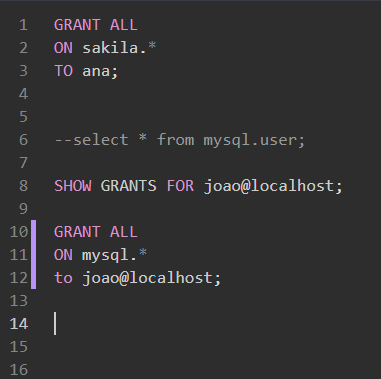 1 GRANT ALL
2 ON sakila.*
3 TO ana;
4
5
6 --select * from mysql.user;
7
8 SHOW GRANTS FOR joao@localhost;
9
10 GRANT ALL
11 ON mysql.*
12 to joao@localhost;
13
14
15
16